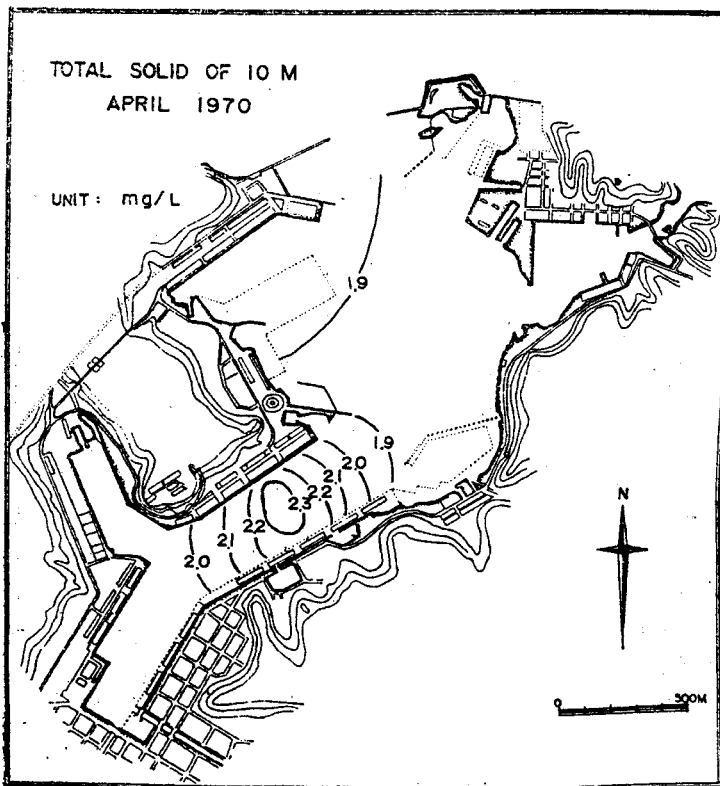 TOTAL SOLID OF 10 M
APRIL 1970
UNIT: mg/L
1.9
1.9
2.0
2.1
2.2
2.3
2.2
2.1
2.0
N
0
500M